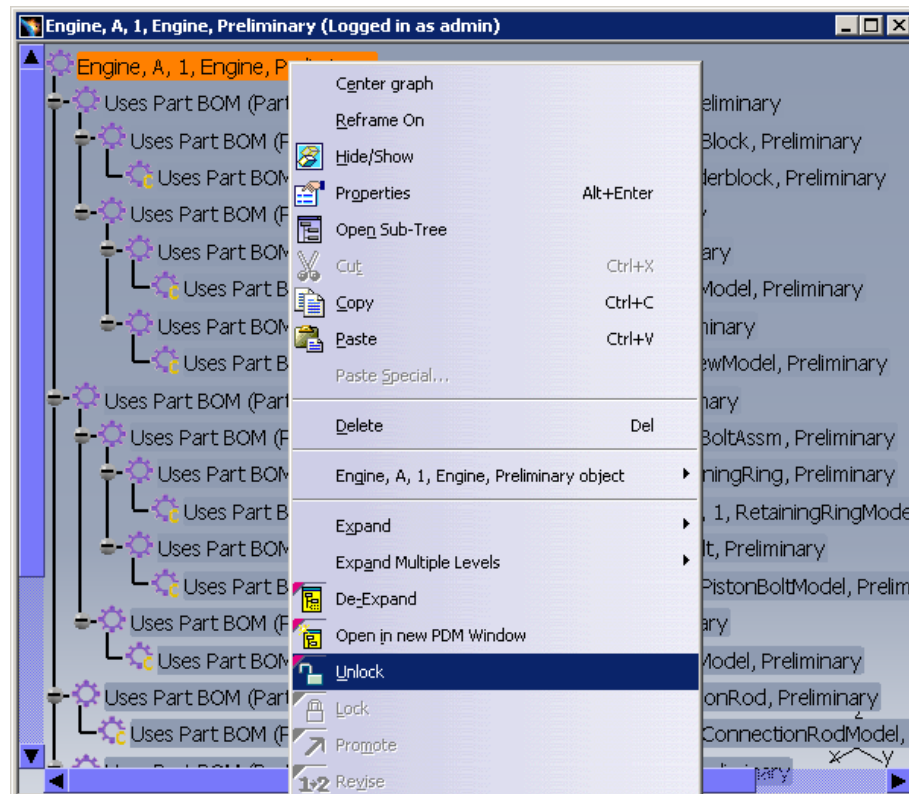 Engine, A, 1, Engine, Preliminary (Logged in as admin)
Engine, A, 1, Engine, P
Center graph
Uses Part BOM (Part eliminary
Reframe On
Uses Part BOM (P Block, Preliminary
Hide/Show
Uses Part BOM derblock, Preliminary
Properties Alt+Enter
Uses Part BOM (P
Open Sub-Tree
Uses Part BOM ary
Cut Ctrl+X
Uses Part B Model, Preliminary
Copy Ctrl+C
Uses Part BOM inary
Paste Ctrl+V
Uses Part B ewModel, Preliminary
Paste Special...
Uses Part BOM (Part nary
Delete Del
Uses Part BOM (P BoltAssm, Preliminary
Engine, A, 1, Engine, Preliminary object
Uses Part BOM ningRing, Preliminary
Uses Part B , 1, RetainingRingMode
Expand
Uses Part BOM lt, Preliminary
Expand Multiple Levels
Uses Part B PistonBoltModel, Prelim
De-Expand
Uses Part BOM (P ary
Open in new PDM Window
Uses Part BOM Model, Preliminary
Unlock
Uses Part BOM (Part onRod, Preliminary
Lock
Uses Part BOM (P ConnectionRodModel,
Promote
x y
Revise